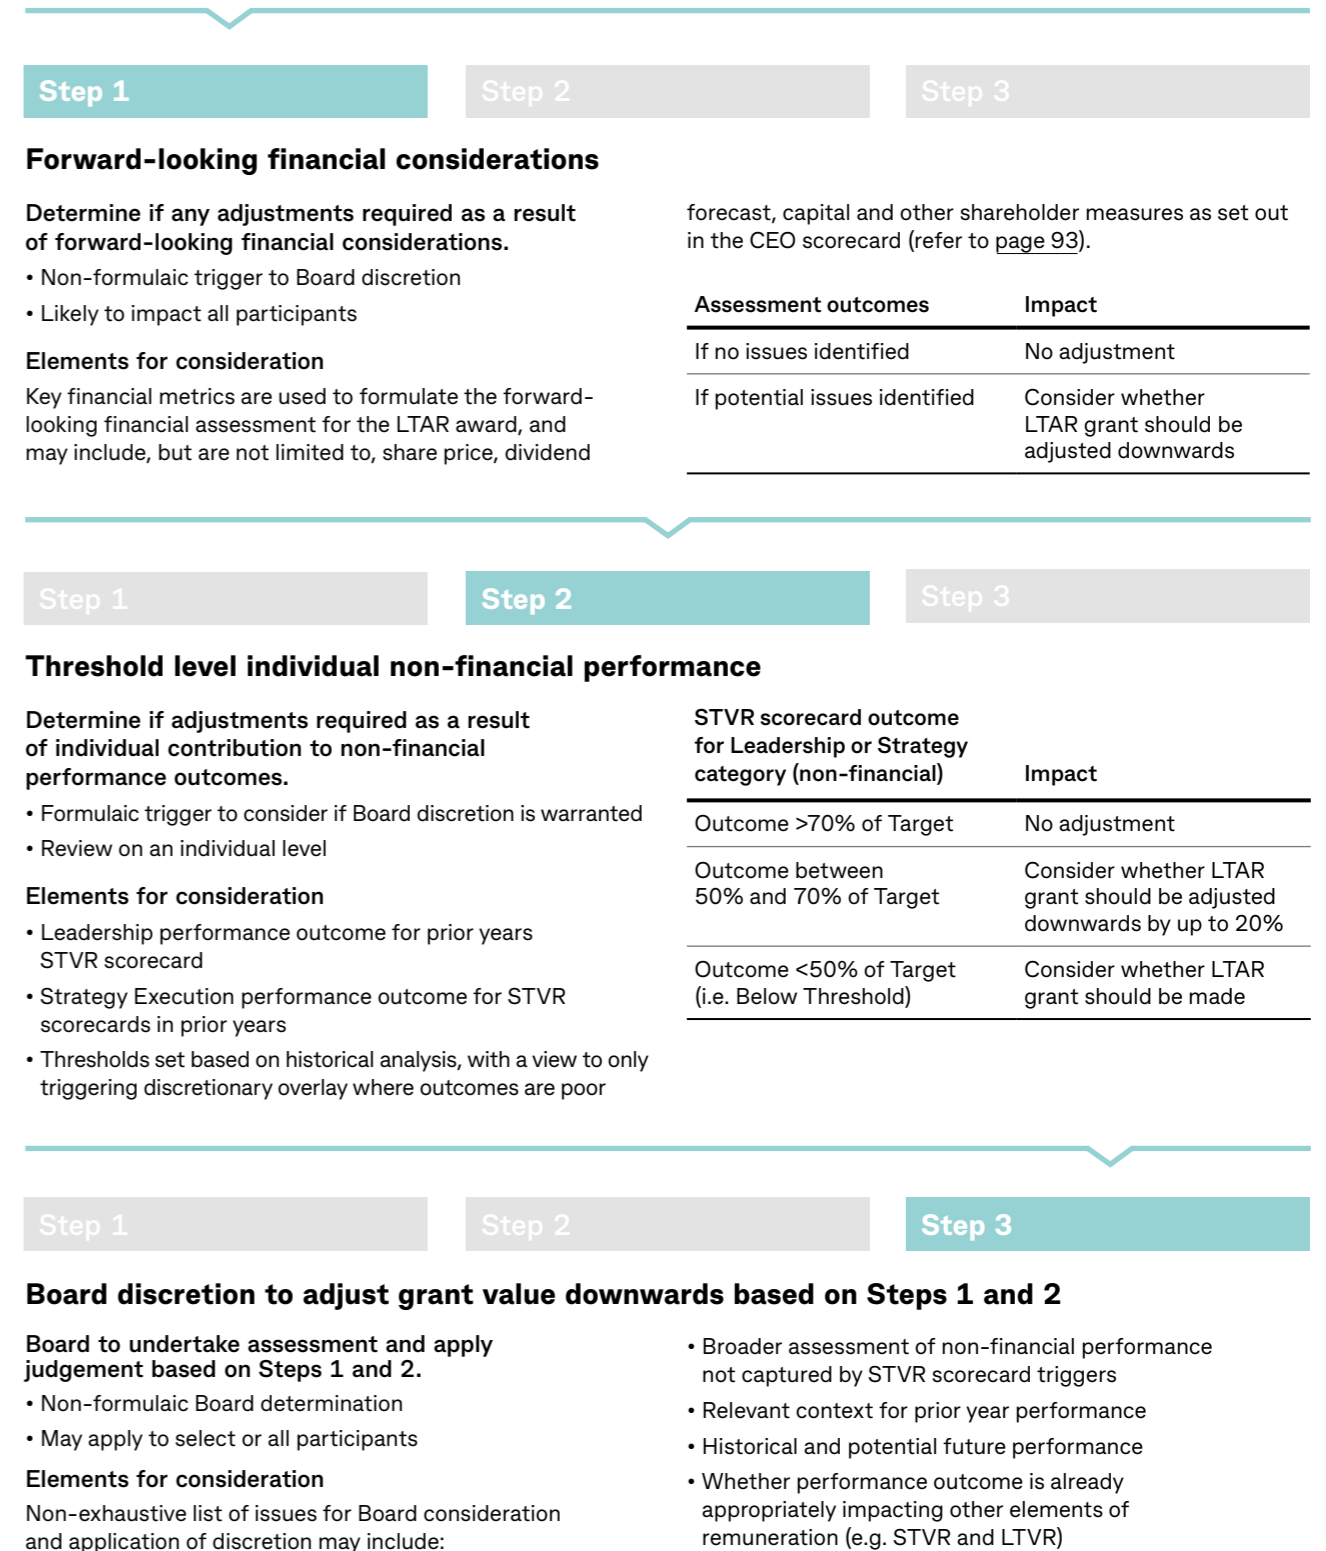 Step 1
Step 2
Step 3
Forward-looking financial considerations
Determine if any adjustments required as a result
of forward-looking financial considerations.
• Non-formulaic trigger to Board discretion
• Likely to impact all participants
Elements for consideration
Key financial metrics are used to formulate the forward-
looking financial assessment for the LTAR award, and
may include, but are not limited to, share price, dividend
forecast, capital and other shareholder measures as set out
in the CEO scorecard (refer to page 93).
Assessment outcomes Impact
If no issues identified No adjustment
If potential issues identified Consider whether
LTAR grant should be
adjusted downwards
Step 1
Step 2
Step 3
Threshold level individual non-financial performance
Determine if adjustments required as a result
of individual contribution to non-financial
performance outcomes.
• Formulaic trigger to consider if Board discretion is warranted
• Review on an individual level
Elements for consideration
• Leadership performance outcome for prior years
STVR scorecard
• Strategy Execution performance outcome for STVR
scorecards in prior years
• Thresholds set based on historical analysis, with a view to only
triggering discretionary overlay where outcomes are poor
STVR scorecard outcome
for Leadership or Strategy
category (non-financial) Impact
Outcome >70% of Target No adjustment
Outcome between
50% and 70% of Target
Consider whether LTAR
grant should be adjusted
downwards by up to 20%
Outcome <50% of Target
(i.e. Below Threshold)
Consider whether LTAR
grant should be made
Step 1
Step 2
Step 3
Board discretion to adjust grant value downwards based on Steps 1 and 2
Board to undertake assessment and apply
judgement based on Steps 1 and 2.
• Non-formulaic Board determination
• May apply to select or all participants
Elements for consideration
Non-exhaustive list of issues for Board consideration
and application of discretion may include:
• Broader assessment of non-financial performance
not captured by STVR scorecard triggers
• Relevant context for prior year performance
• Historical and potential future performance
• Whether performance outcome is already
appropriately impacting other elements of
remuneration (e.g. STVR and LTVR)